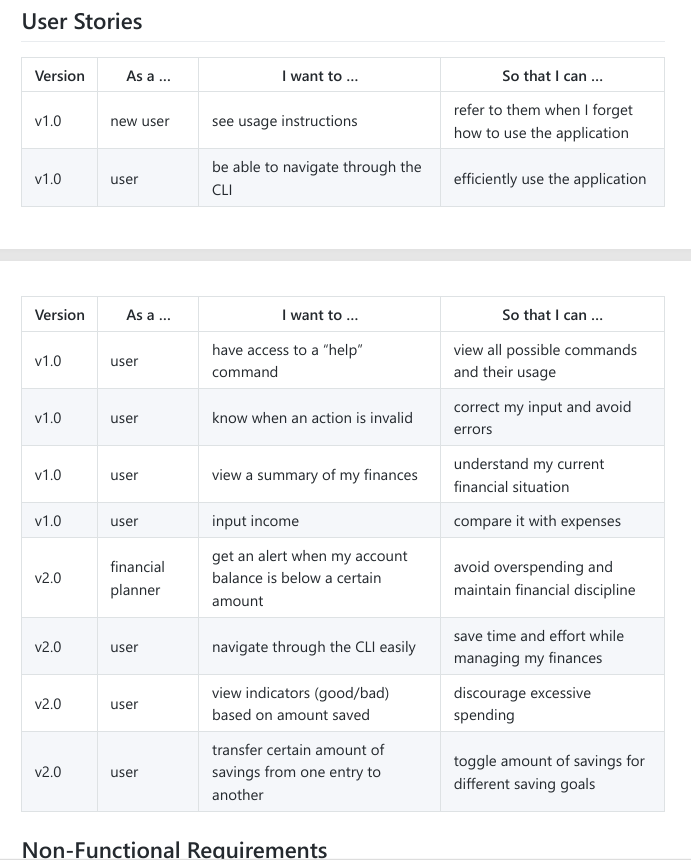 User Stories
Version As a ... I want to ... So that I can ...
v1.0 new user see usage instructions refer to them when I forget
how to use the application
v1.0 user be able to navigate through the
CLI efficiently use the application
Version As a ... I want to ... So that I can ...
v1.0 user have access to a “help”
command view all possible commands
and their usage
v1.0 user know when an action is invalid correct my input and avoid
errors
v1.0 user view a summary of my finances understand my current
financial situation
v1.0 user input income compare it with expenses
v2.0 financial
planner get an alert when my account
balance is below a certain
amount avoid overspending and
maintain financial discipline
v2.0 user navigate through the CLI easily save time and effort while
managing my finances
v2.0 user view indicators (good/bad)
based on amount saved discourage excessive
spending
v2.0 user transfer certain amount of
savings from one entry to
another toggle amount of savings for
different saving goals
Non-Functional Requirements